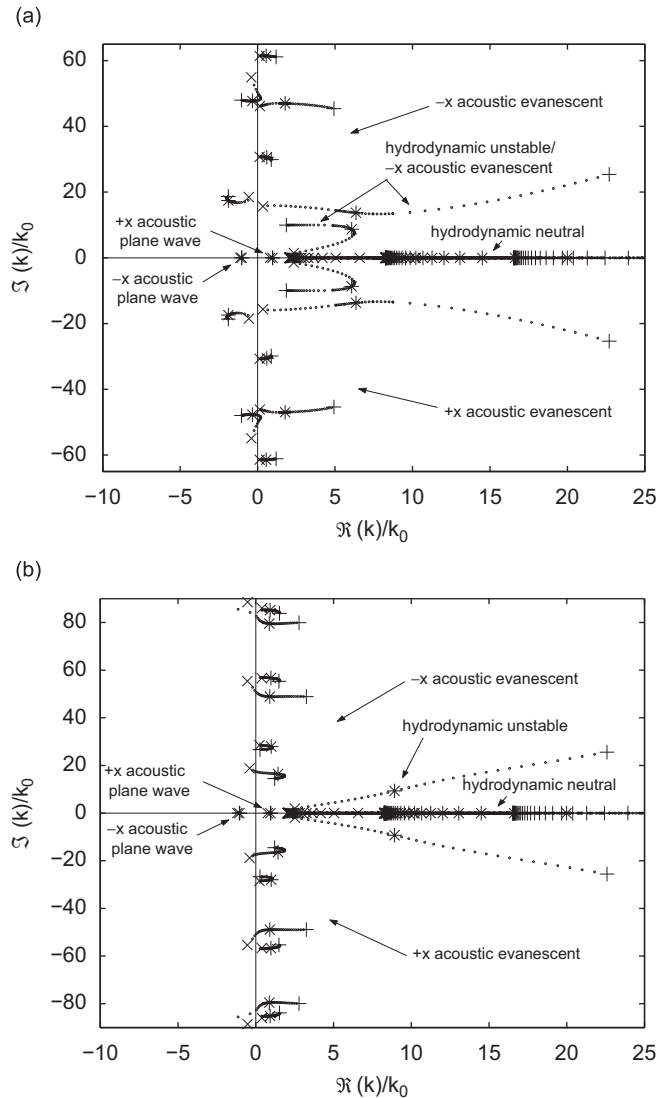 (a)
60
40
20
0
−20
−40
−60
ℑ (k)/k0
−x acoustic evanescent
hydrodynamic unstable/
−x acoustic evanescent
+x acoustic
plane wave
hydrodynamic neutral
−x acoustic
plane wave
+x acoustic evanescent
−10 −5 0 5 10 15 20 25
ℜ (k)/k0
(b)
80
60
40
20
0
−20
−40
−60
−80
ℑ (k)/k0
−x acoustic evanescent
hydrodynamic unstable
+x acoustic
plane wave
hydrodynamic neutral
−x acoustic
plane wave
+x acoustic evanescent
−10 −5 0 5 10 15 20 25
ℜ (k)/k0